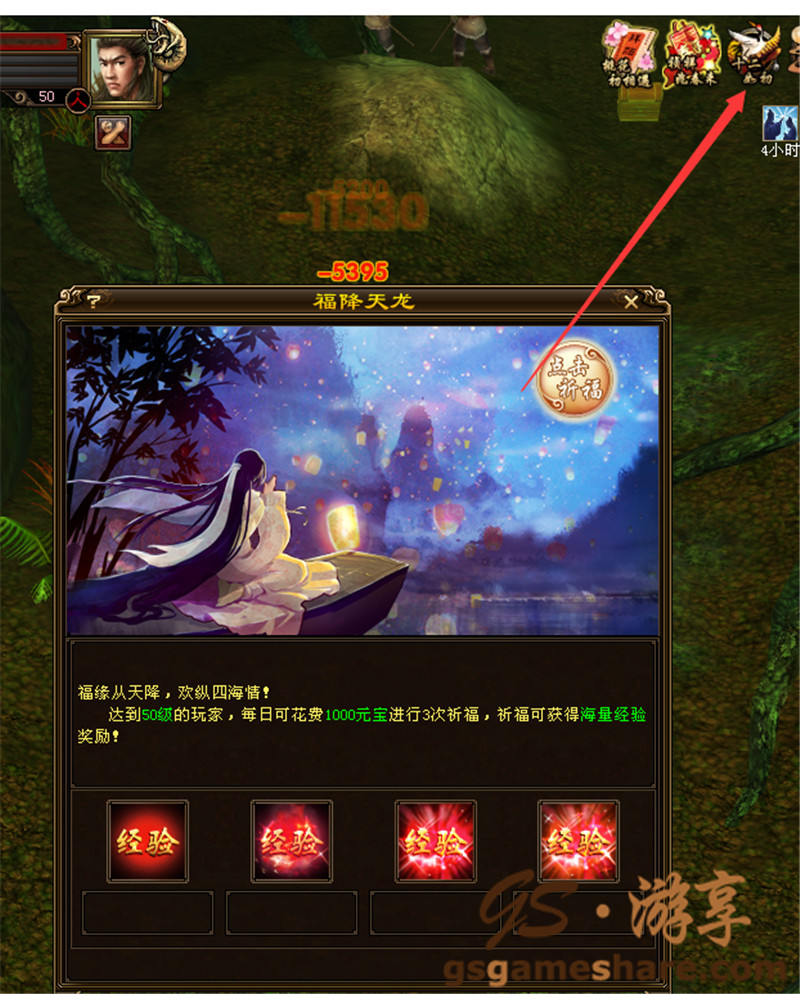 50
人
4小时
-11530
-5395
?
福降天龙
点击
祈福
福缘从天降，欢纵四海情！
达到50级的玩家，每日可花费1000元宝进行3次祈福，祈福可获得海量经验
奖励！
经验 经验 经验 经验
GS·游享
gsgameshare.com